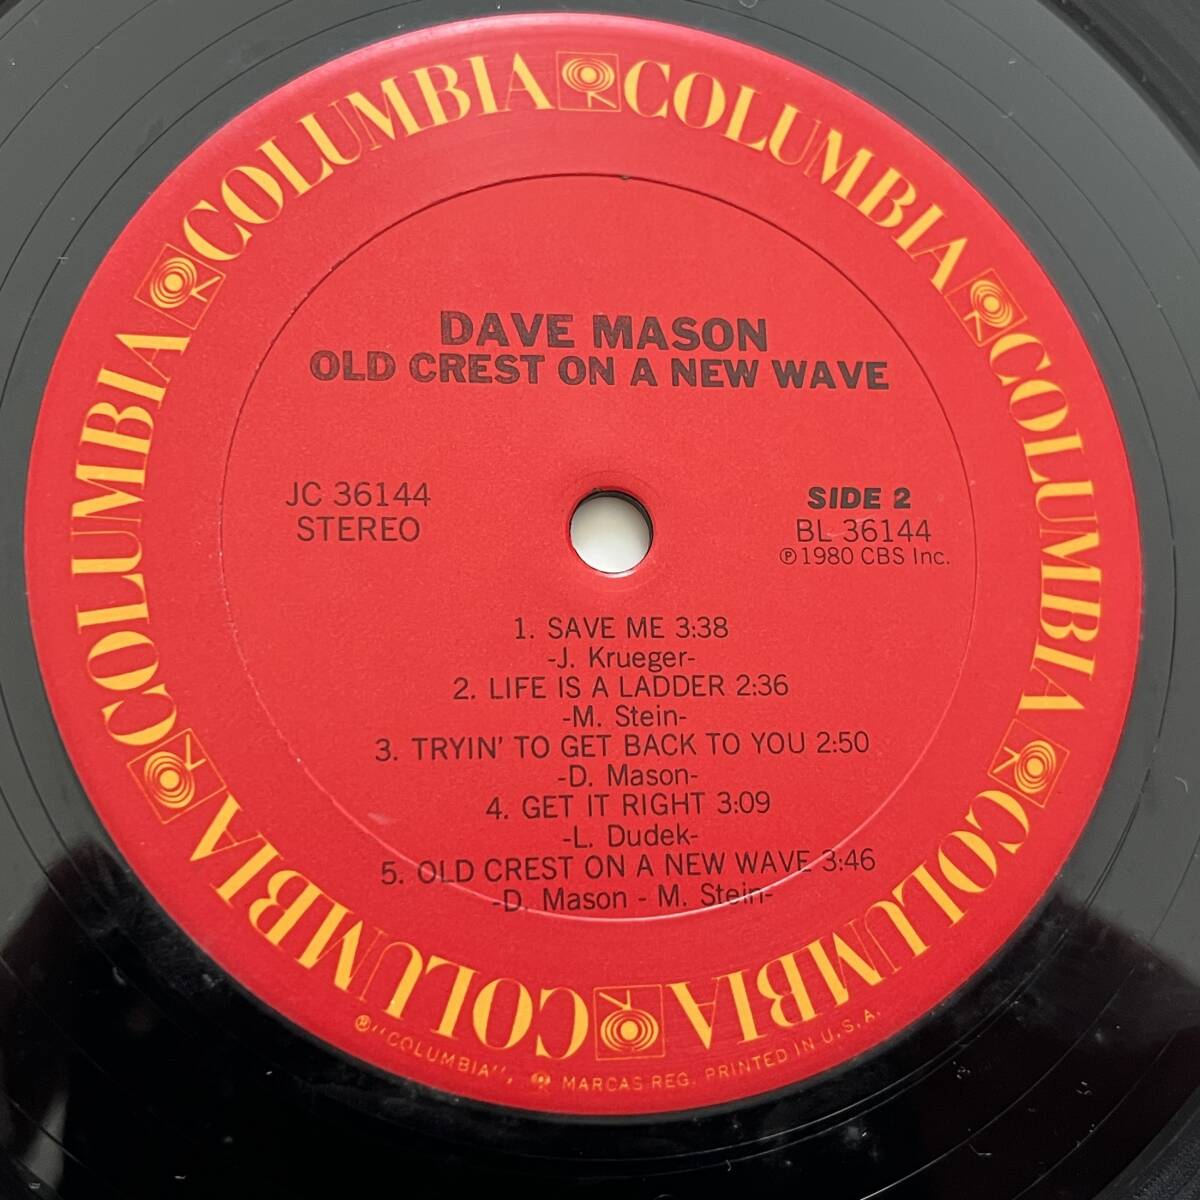 COLUMBIA COLUMBIA COLUMBIA COLUMBIA COLUMBIA COLUMBIA
DAVE MASON
OLD CREST ON A NEW WAVE
JC 36144
STEREO
SIDE 2
BL 36144
Ⓟ 1980 CBS Inc.
1. SAVE ME 3:38
-J. Krueger-
2. LIFE IS A LADDER 2:36
-M. Stein-
3. TRYIN' TO GET BACK TO YOU 2:50
-D. Mason-
4. GET IT RIGHT 3:09
-L. Dudek-
5. OLD CREST ON A NEW WAVE 3:46
-D. Mason - M. Stein-
® "COLUMBIA", MARCAS REG. PRINTED IN U.S.A.